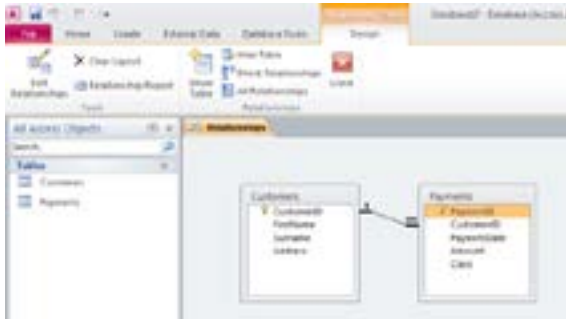 File Home Create External Data Database Tools Design
Clear Layout
Relationship Report
Edit
Relationships
Tools
Show
Table
Hide Table
Direct Relationships
All Relationships
Close
Relationships
All Access Objects
Search...
Tables
Customers
Payments
Relationships
Customers
CustomerID
FirstName
Surname
Address
Payments
PaymentID
CustomerID
PaymentDate
Amount